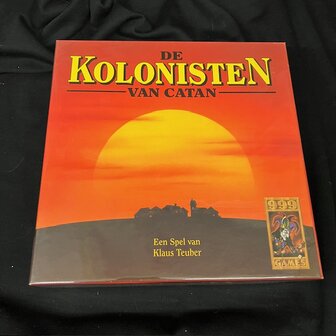 DE
KOLONISTEN
VAN CATAN
Een Spel van
Klaus Teuber
999
GAMES